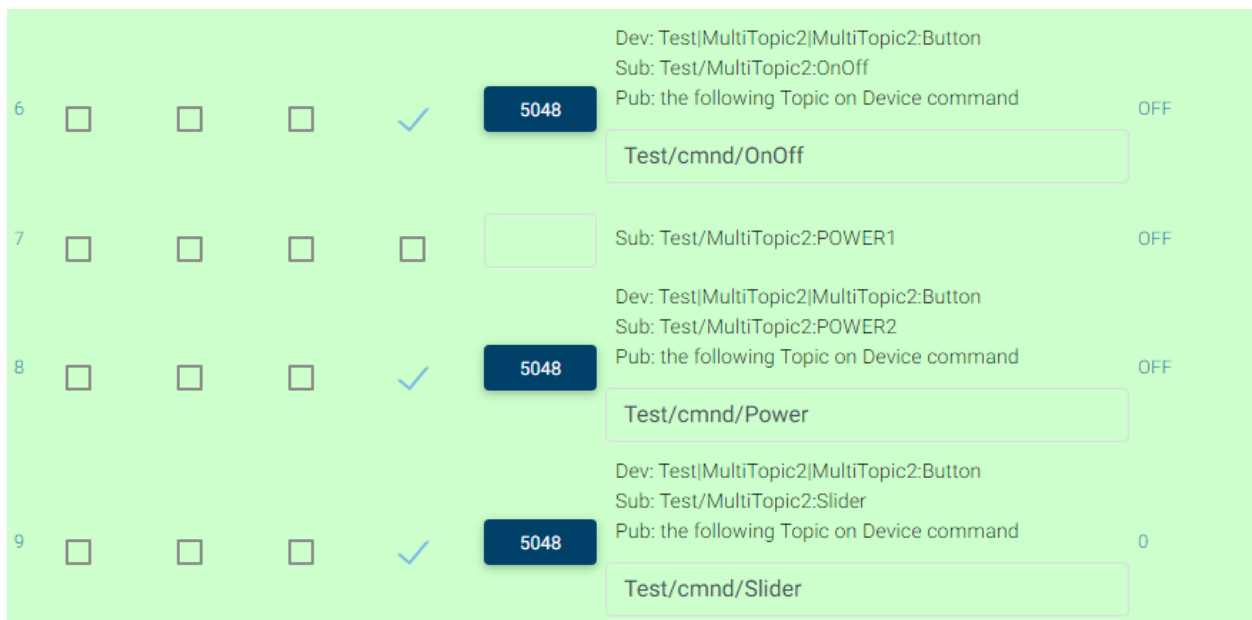 Dev: Test|MultiTopic2|MultiTopic2:Button
Sub: Test/MultiTopic2:OnOff
6 5048 Pub: the following Topic on Device command OFF
Test/cmnd/OnOff
7 Sub: Test/MultiTopic2:POWER1 OFF
Dev: Test|MultiTopic2|MultiTopic2:Button
Sub: Test/MultiTopic2:POWER2
8 5048 Pub: the following Topic on Device command OFF
Test/cmnd/Power
Dev: Test|MultiTopic2|MultiTopic2:Button
Sub: Test/MultiTopic2:Slider
9 5048 Pub: the following Topic on Device command 0
Test/cmnd/Slider